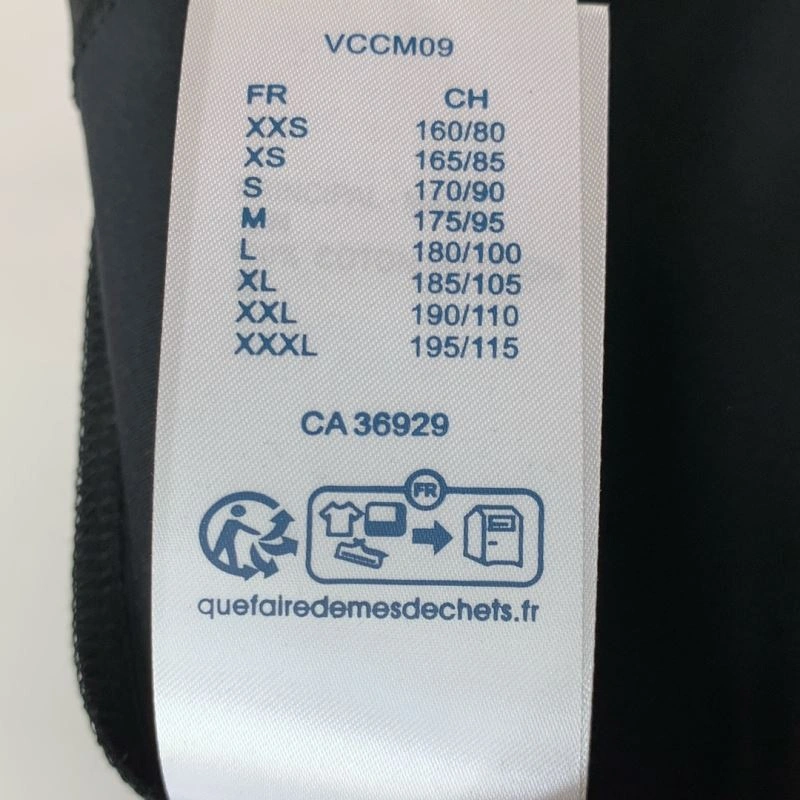 VCCM09
FR CH
XXS 160/80
XS 165/85
S 170/90
M 175/95
L 180/100
XL 185/105
XXL 190/110
XXXL 195/115
CA 36929
FR
quefairedemesdechets.fr